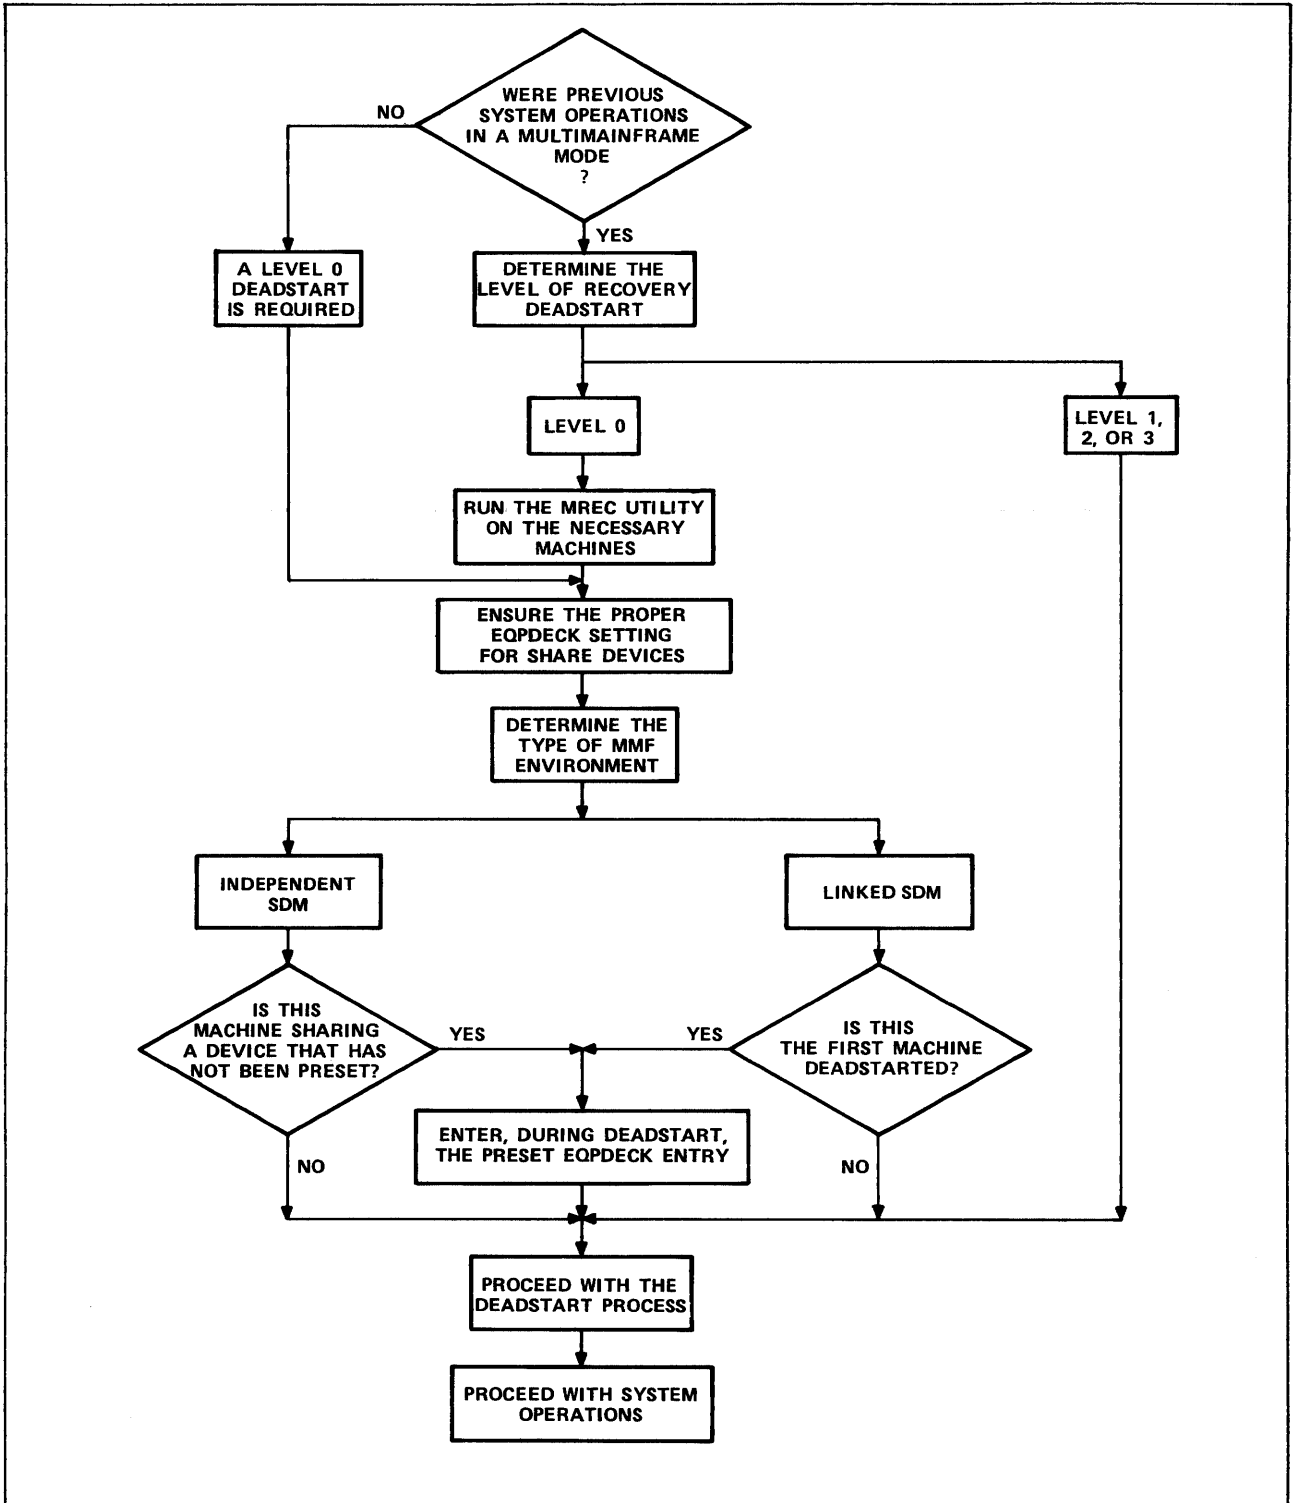 WERE PREVIOUS
SYSTEM OPERATIONS
IN A MULTIMAINFRAME
MODE
?
NO
YES
A LEVEL 0
DEADSTART
IS REQUIRED
DETERMINE THE
LEVEL OF RECOVERY
DEADSTART
LEVEL 0
LEVEL 1,
2, OR 3
RUN THE MREC UTILITY
ON THE NECESSARY
MACHINES
ENSURE THE PROPER
EQPDECK SETTING
FOR SHARE DEVICES
DETERMINE THE
TYPE OF MMF
ENVIRONMENT
INDEPENDENT
SDM
LINKED SDM
IS THIS
MACHINE SHARING
A DEVICE THAT HAS
NOT BEEN PRESET?
YES
YES
IS THIS
THE FIRST MACHINE
DEADSTARTED?
ENTER, DURING DEADSTART,
THE PRESET EQPDECK ENTRY
NO
NO
PROCEED WITH THE
DEADSTART PROCESS
PROCEED WITH SYSTEM
OPERATIONS